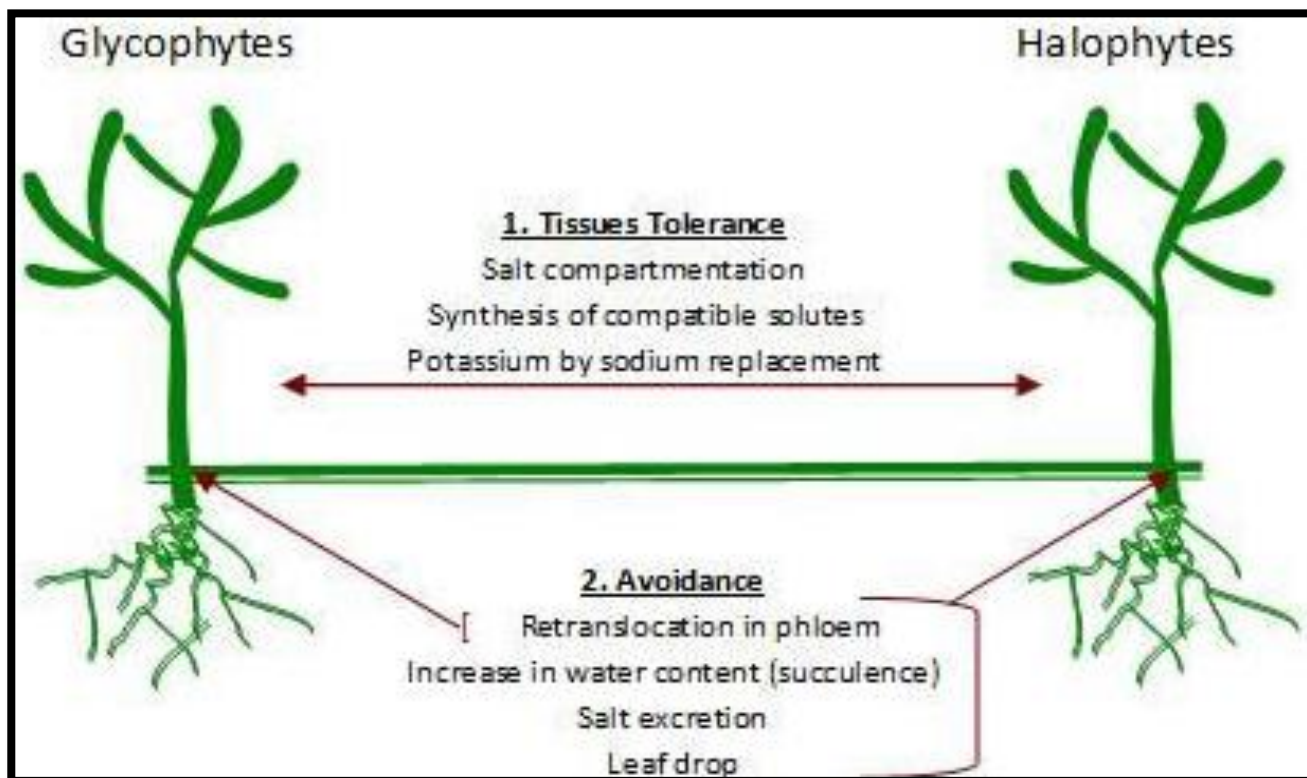 Glycophytes
Halophytes
1. Tissues Tolerance
Salt compartmentation
Synthesis of compatible solutes
Potassium by sodium replacement
2. Avoidance
[ Retranslocation in phloem
Increase in water content (succulence)
Salt excretion
Leaf drop